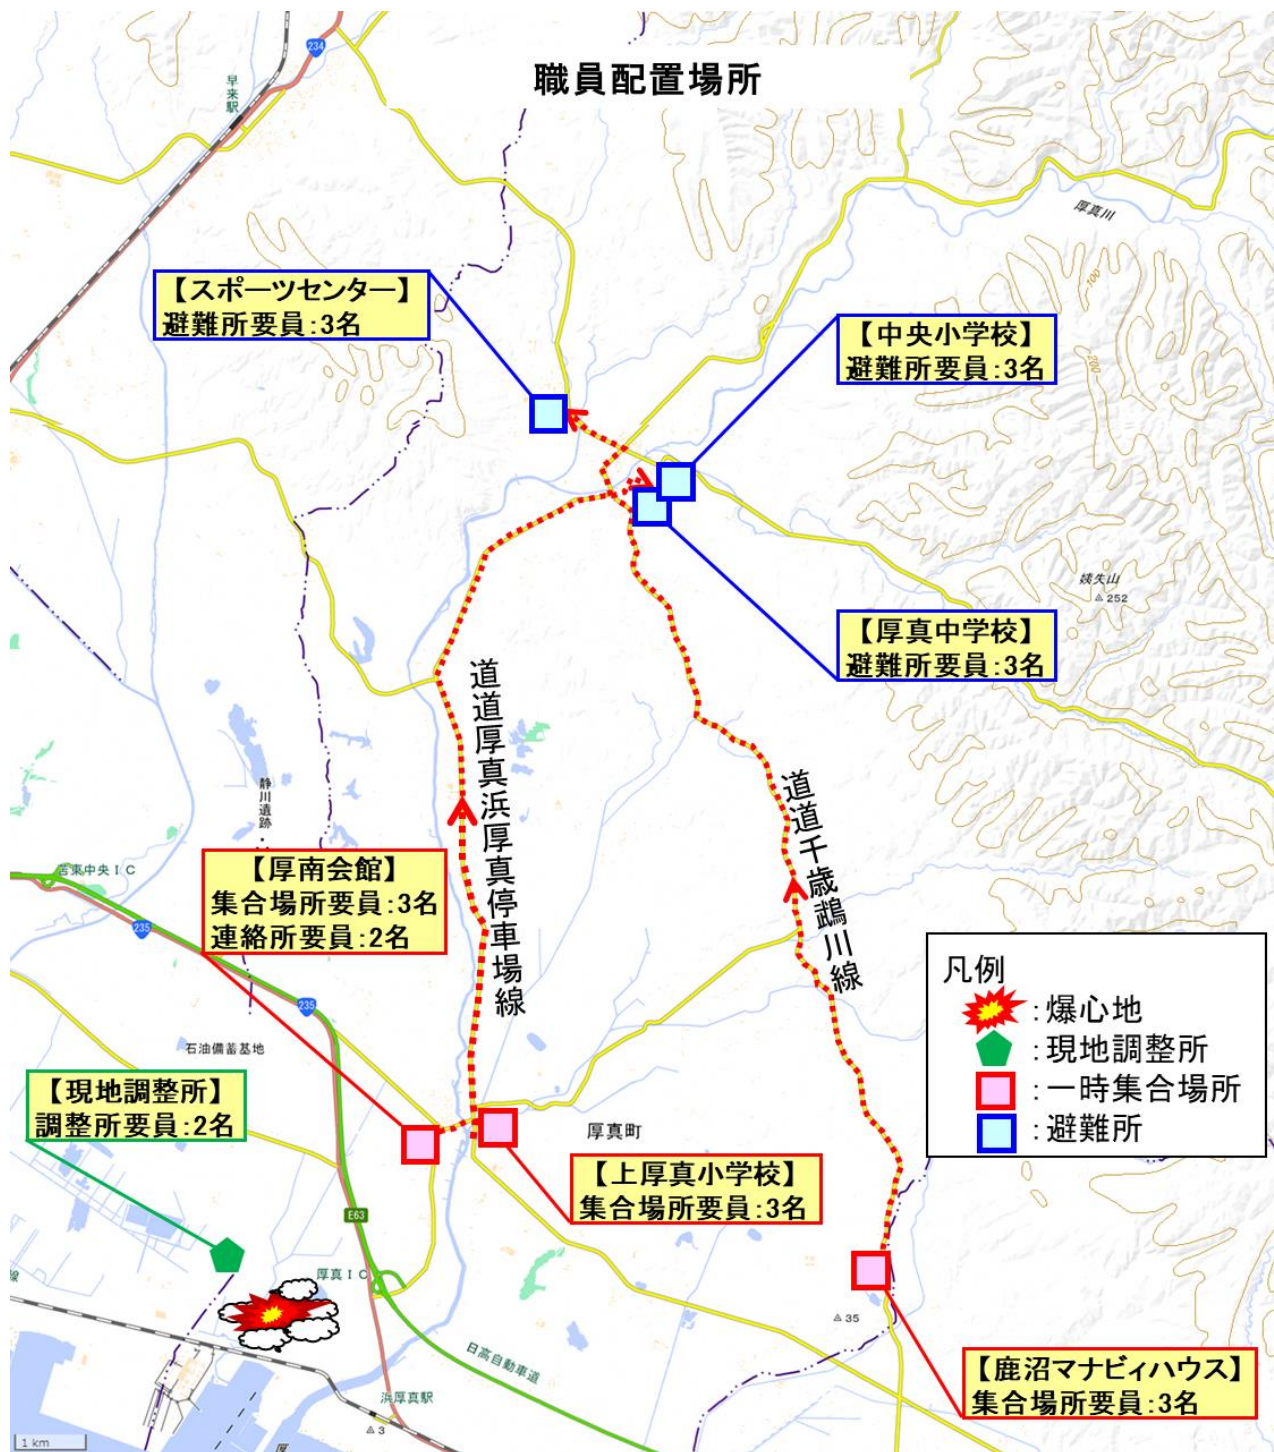 職員配置場所
234
早来駅
厚真川
100
200
【スポーツセンター】
避難所要員:3名
【中央小学校】
避難所要員:3名
姨失山
252
【厚真中学校】
避難所要員:3名
道道厚真浜厚真停車場線
道道千歳鵡川線
静川遺跡
苫東中央IC
235
【厚南会館】
集合場所要員:3名
連絡所要員:2名
235
石油備蓄基地
凡例
:爆心地
:現地調整所
:一時集合場所
:避難所
【現地調整所】
調整所要員:2名
厚真町
【上厚真小学校】
集合場所要員:3名
E63
厚真IC
35
日高自動車道
【鹿沼マナビィハウス】
集合場所要員:3名
浜厚真駅
3
1 km
厚
線